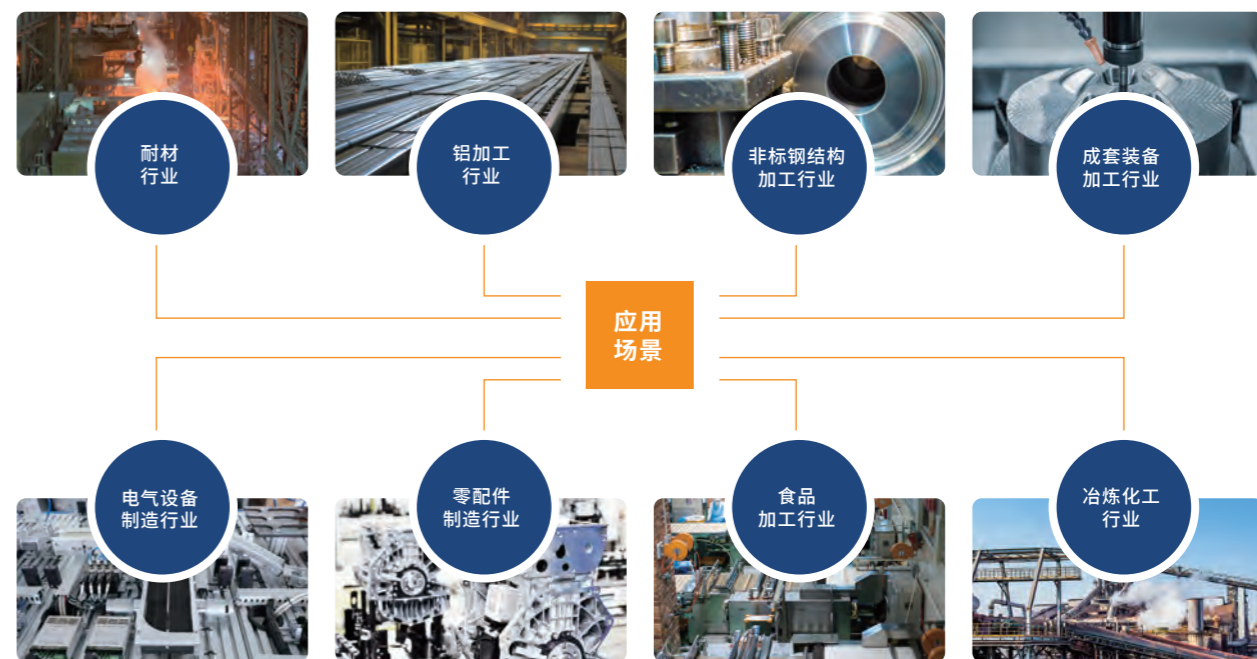 耐材
行业
铝加工
行业
非标钢结构
加工行业
成套装备
加工行业
应用
场景
电气设备
制造行业
零配件
制造行业
食品
加工行业
冶炼化工
行业